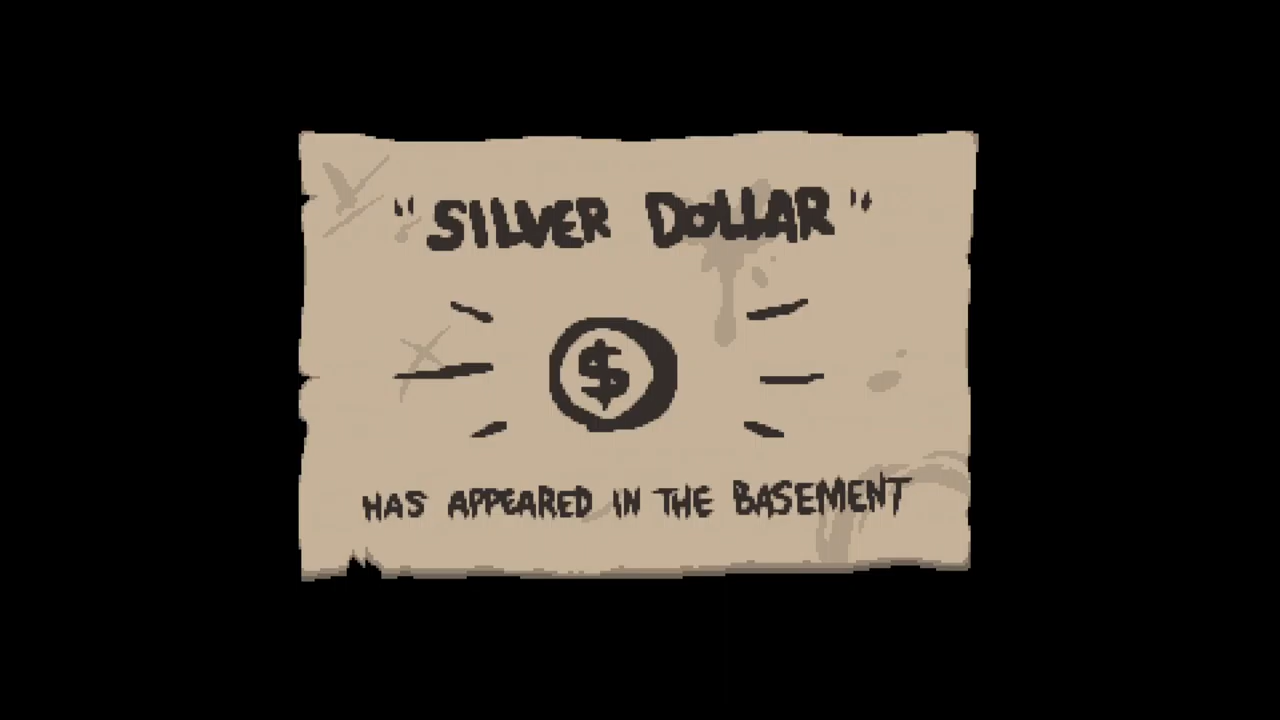 "SILVER DOLLAR"
$
HAS APPEARED IN THE BASEMENT